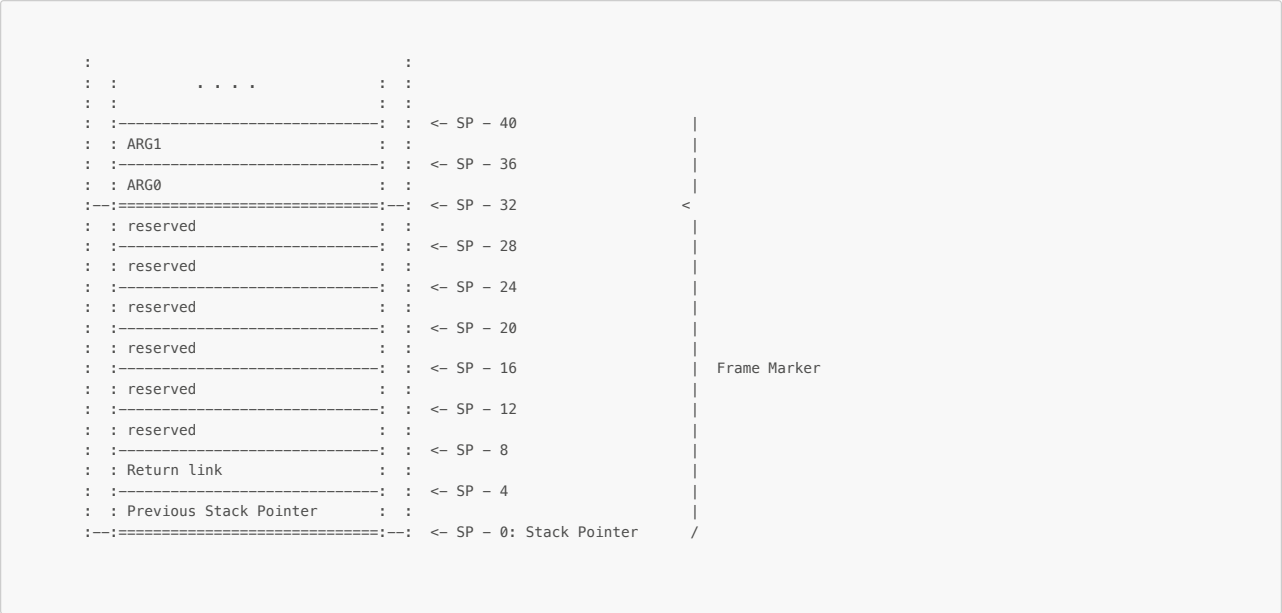 :                                     :
:  :         . . . .              :  :
:  :                               :  :
:  :------------------------------:  :  <- SP - 40                    |
:  : ARG1                          :  :                                |
:  :------------------------------:  :  <- SP - 36                    |
:  : ARG0                          :  :                                |
:--:==============================:--:  <- SP - 32                   <
:  : reserved                      :  :                                |
:  :------------------------------:  :  <- SP - 28                    |
:  : reserved                      :  :                                |
:  :------------------------------:  :  <- SP - 24                    |
:  : reserved                      :  :                                |
:  :------------------------------:  :  <- SP - 20                    |
:  : reserved                      :  :                                |
:  :------------------------------:  :  <- SP - 16                    |  Frame Marker
:  : reserved                      :  :                                |
:  :------------------------------:  :  <- SP - 12                    |
:  : reserved                      :  :                                |
:  :------------------------------:  :  <- SP - 8                     |
:  : Return link                   :  :                                |
:  :------------------------------:  :  <- SP - 4                     |
:  : Previous Stack Pointer        :  :                                |
:--:==============================:--:  <- SP - 0: Stack Pointer      /